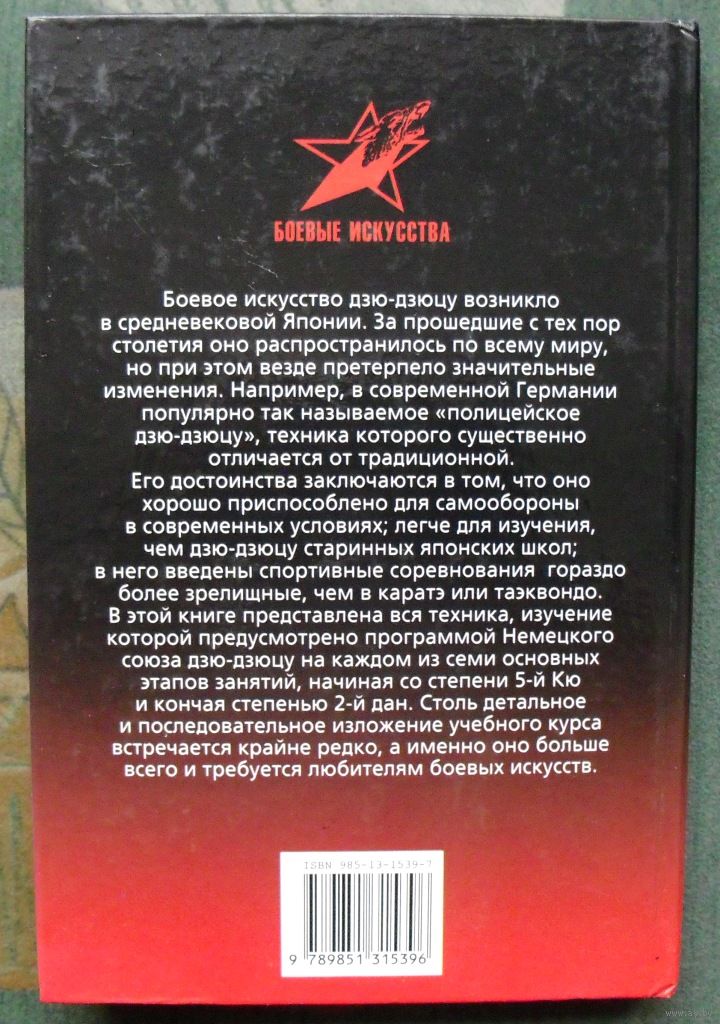 БОЕВЫЕ ИСКУССТВА
Боевое искусство дзю-дзюцу возникло
в средневековой Японии. За прошедшие с тех пор
столетия оно распространилось по всему миру,
но при этом везде претерпело значительные
изменения. Например, в современной Германии
популярно так называемое «полицейское
дзю-дзюцу», техника которого существенно
отличается от традиционной.
Его достоинства заключаются в том, что оно
хорошо приспособлено для самообороны
в современных условиях; легче для изучения,
чем дзю-дзюцу старинных японских школ;
в него введены спортивные соревнования гораздо
более зрелищные, чем в каратэ или таэквондо.
В этой книге представлена вся техника, изучение
которой предусмотрено программой Немецкого
союза дзю-дзюцу на каждом из семи основных
этапов занятий, начиная со степени 5-й Кю
и кончая степенью 2-й дан. Столь детальное
и последовательное изложение учебного курса
встречается крайне редко, а именно оно больше
всего и требуется любителям боевых искусств.
ISBN 985-13-1539-7
9 789851 315396
www.ay.by